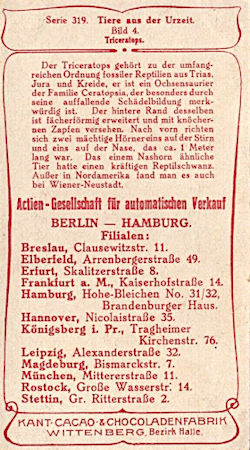 Serie 319. Tiere aus der Urzeit.
Bild 4.
Triceratops.
Der Triceratops gehört zu der umfang-
reichen Ordnung fossiler Reptilien aus Trias,
Jura und Kreide, er ist ein Ochsensaurier
der Familie Ceratopsia, der besonders durch
seine auffallende Schädelbildung merk-
würdig ist. Der hintere Rand desselben
ist fächerförmig erweitert und mit knöcher-
nen Zapfen versehen. Nach vorn richten
sich zwei mächtige Hörner eins auf der Stirn
und eins auf der Nase, das ca. 1 Meter
lang war. Das einem Nashorn ähnliche
Tier hatte einen kräftigen Reptilschwanz.
Außer in Nordamerika fand man es auch
bei Wiener-Neustadt.
Actien-Gesellschaft für automatischen Verkauf
BERLIN — HAMBURG.
Filialen:
Breslau, Clausewitzstr. 11.
Elberfeld, Arrenbergerstraße 49.
Erfurt, Skalitzerstraße 8.
Frankfurt a. M., Kaiserhofstraße 14.
Hamburg, Hohe-Bleichen No. 31/32,
Brandenburger Haus.
Hannover, Nicolaistraße 35.
Königsberg i. Pr., Tragheimer
Kirchenstr. 76.
Leipzig, Alexanderstraße 32.
Magdeburg, Bismarckstr. 7.
München, Mittererstraße 11.
Rostock, Große Wasserstr. 14.
Stettin, Gr. Ritterstraße 2.
KANT-CACAO-&CHOCOLADENFABRIK
WITTENBERG, Bezirk Halle.